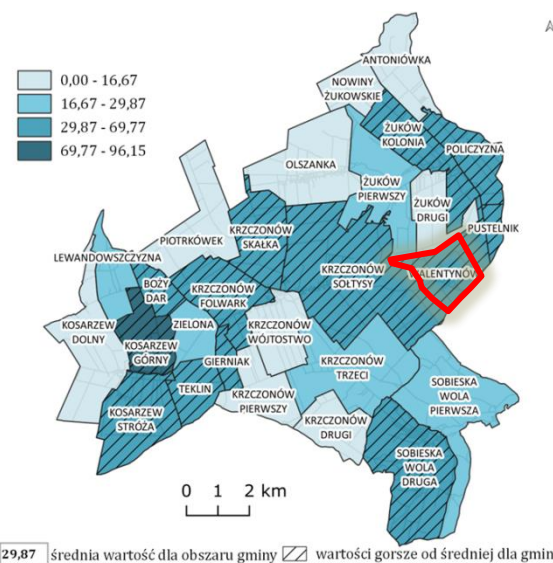 A
ANTONIÓWKA
NOWINY
ŻUKOWSKIE
0,00 - 16,67
16,67 - 29,87
29,87 - 69,77
69,77 - 96,15
ŻUKÓW
KOLONIA
POLICZYZNA
OLSZANKA
ŻUKÓW
PIERWSZY
ŻUKÓW
DRUGI
PUSTELNIK
PIOTRKÓWEK
KRZCZONÓW
SKAŁKA
LEWANDOWSZCZYZNA
BOŻY
DAR
KRZCZONÓW
FOLWARK
KRZCZONÓW
SOŁTYSY
WALENTYNÓW
KOSARZEW
DOLNY
ZIELONA
KRZCZONÓW
WÓJTOSTWO
KOSARZEW
GÓRNY
GIERNIAK
KRZCZONÓW
TRZECI
TEKLIN
KRZCZONÓW
PIERWSZY
SOBIESKA
WOLA
PIERWSZA
KOSARZEW
STRÓŻA
KRZCZONÓW
DRUGI
SOBIESKA
WOLA
DRUGA
0 1 2 km
29,87 średnia wartość dla obszaru gminy wartości gorsze od średniej dla gmin